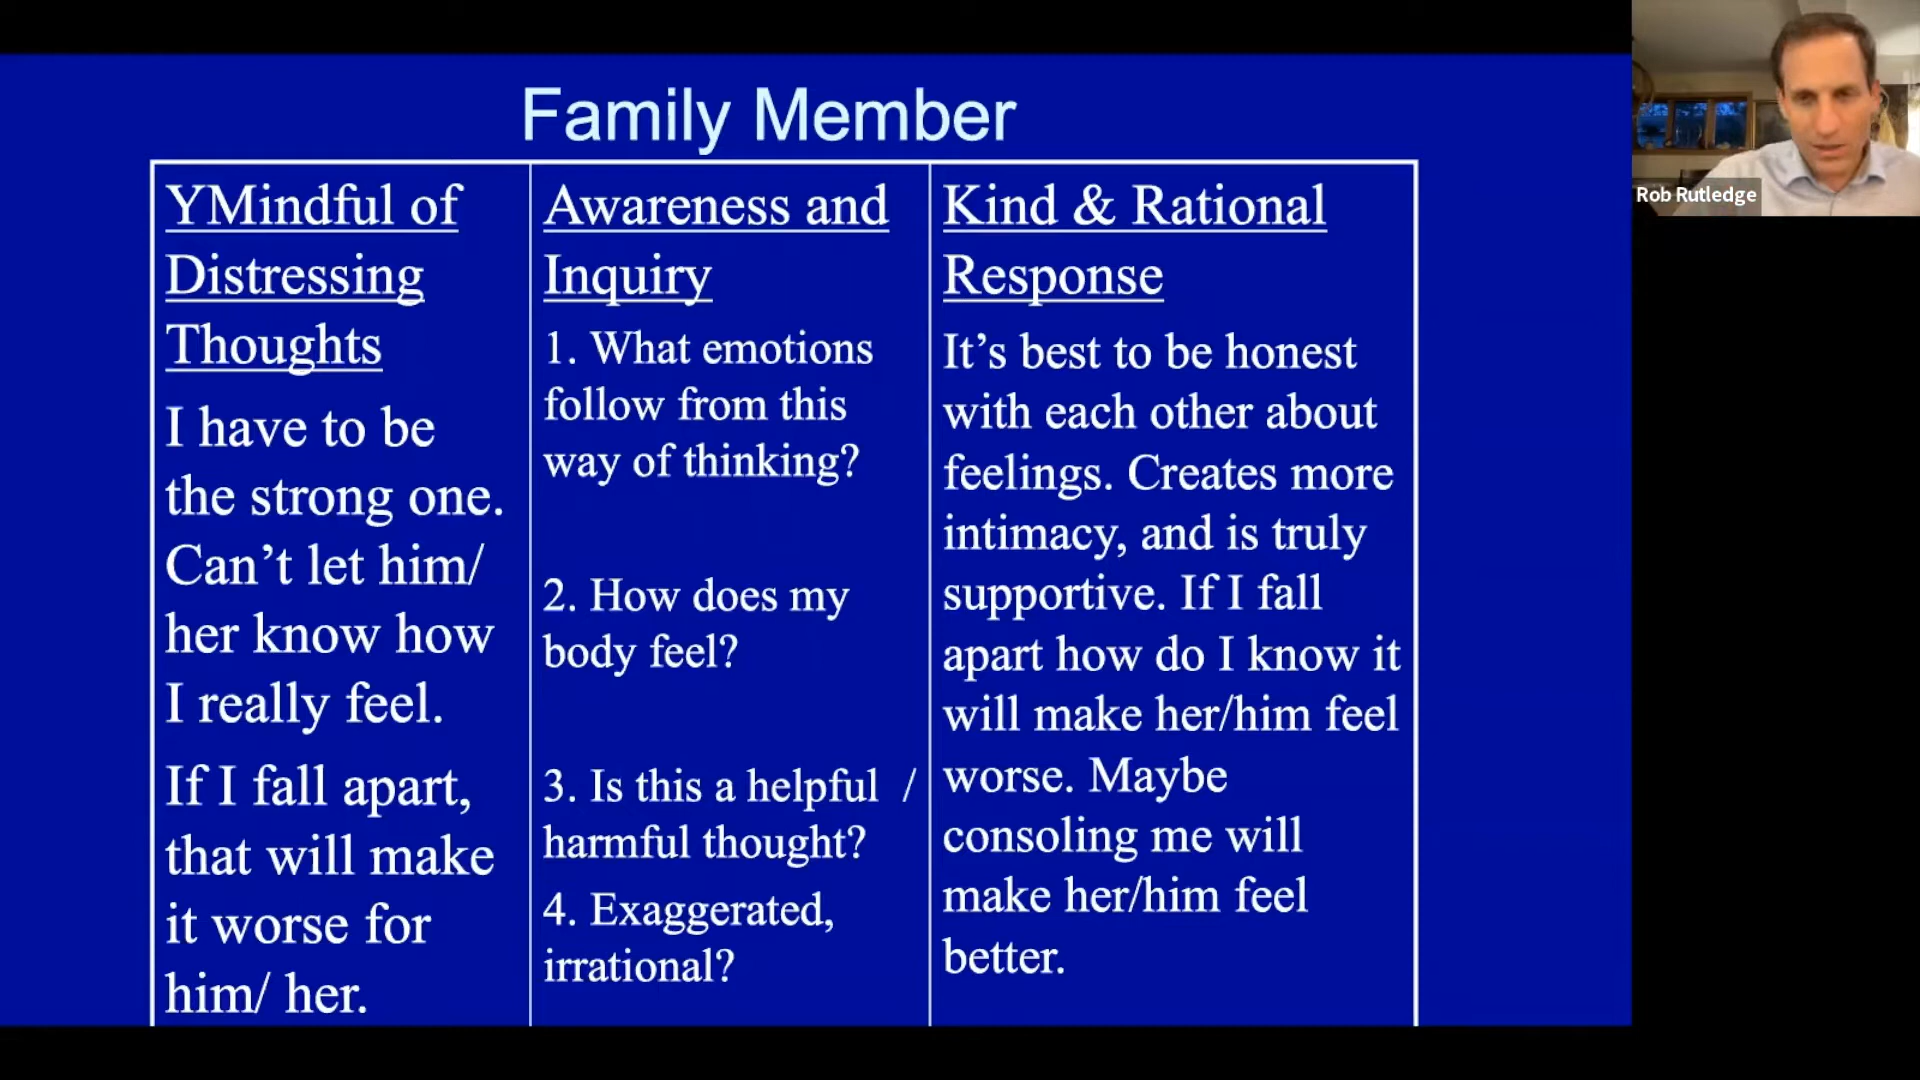 Family Member
YMindful of
Distressing
Thoughts
I have to be
the strong one.
Can’t let him/
her know how
I really feel.
If I fall apart,
that will make
it worse for
him/ her.
Awareness and
Inquiry
1. What emotions
follow from this
way of thinking?
2. How does my
body feel?
3. Is this a helpful /
harmful thought?
4. Exaggerated,
irrational?
Kind & Rational
Response
It’s best to be honest
with each other about
feelings. Creates more
intimacy, and is truly
supportive. If I fall
apart how do I know it
will make her/him feel
worse. Maybe
consoling me will
make her/him feel
better.
Rob Rutledge